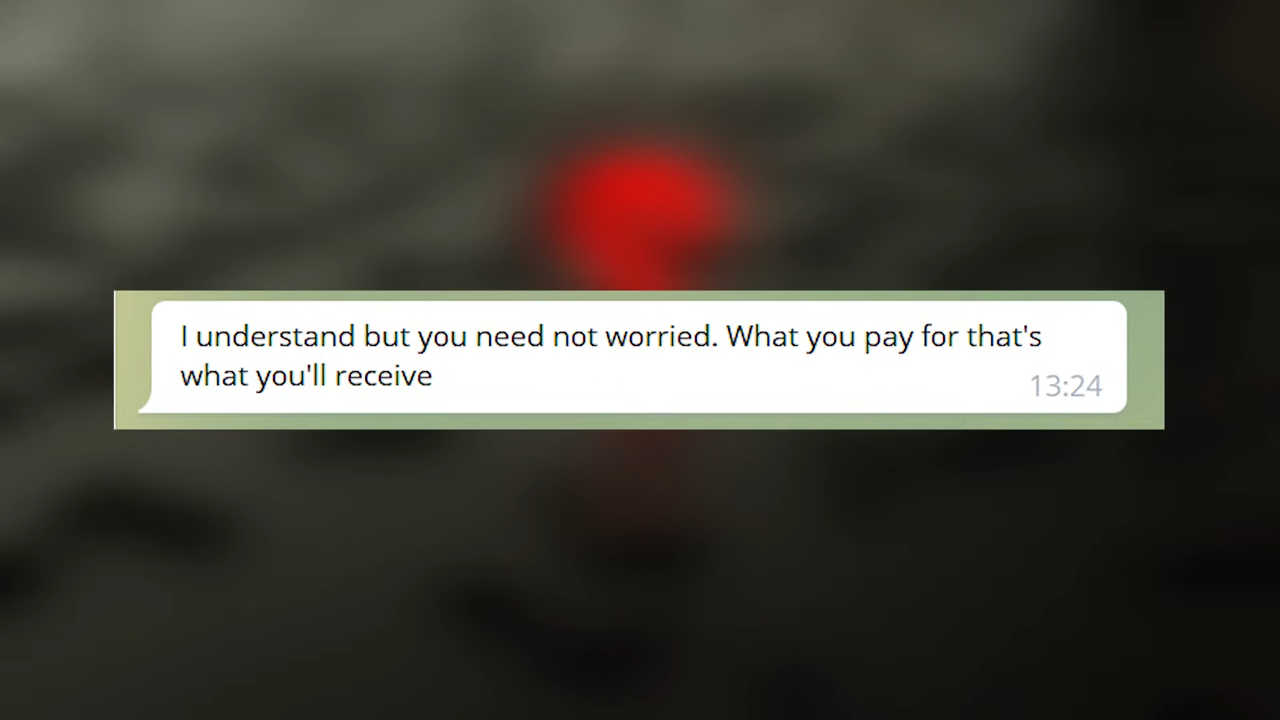 I understand but you need not worried. What you pay for that's
what you'll receive
13:24